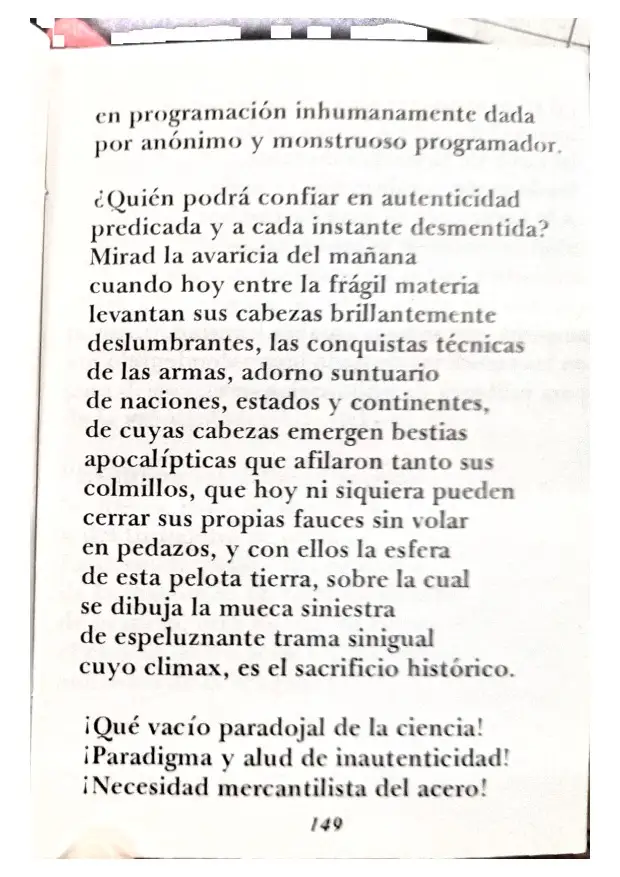 en programación inhumanamente dada
por anónimo y monstruoso programador.
¿Quién podrá confiar en autenticidad
predicada y a cada instante desmentida?
Mirad la avaricia del mañana
cuando hoy entre la frágil materia
levantan sus cabezas brillantemente
deslumbrantes, las conquistas técnicas
de las armas, adorno suntuario
de naciones, estados y continentes,
de cuyas cabezas emergen bestias
apocalípticas que afilaron tanto sus
colmillos, que hoy ni siquiera pueden
cerrar sus propias fauces sin volar
en pedazos, y con ellos la esfera
de esta pelota tierra, sobre la cual
se dibuja la mueca siniestra
de espeluznante trama sinigual
cuyo climax, es el sacrificio histórico.
¡Qué vacío paradojal de la ciencia!
¡Paradigma y alud de inautenticidad!
¡Necesidad mercantilista del acero!
149